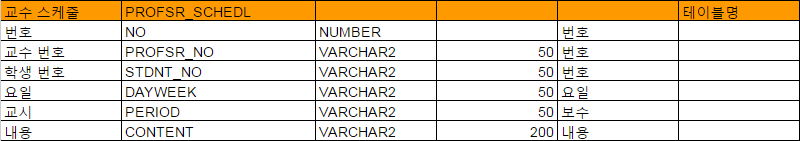 교수 스케줄 PROFSR_SCHEDL 테이블명
번호 NO NUMBER 번호
교수 번호 PROFSR_NO VARCHAR2 50 번호
학생 번호 STDNT_NO VARCHAR2 50 번호
요일 DAYWEEK VARCHAR2 50 요일
교시 PERIOD VARCHAR2 50 보수
내용 CONTENT VARCHAR2 200 내용